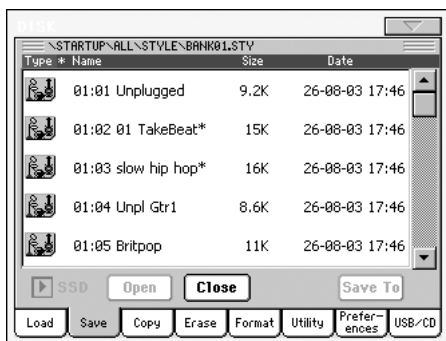 DISK
\STARTUP\ALL\STYLE\BANK01.STY
Type * Name Size Date
01:01 Unplugged 9.2K 26-08-03 17:46
01:02 01 TakeBeat* 15K 26-08-03 17:46
01:03 slow hip hop* 16K 26-08-03 17:46
01:04 Unpl Gtr1 8.6K 26-08-03 17:46
01:05 Britpop 11K 26-08-03 17:46
SSD Open Close Save To
Load Save Copy Erase Format Utility Prefer-
ences USB/CD